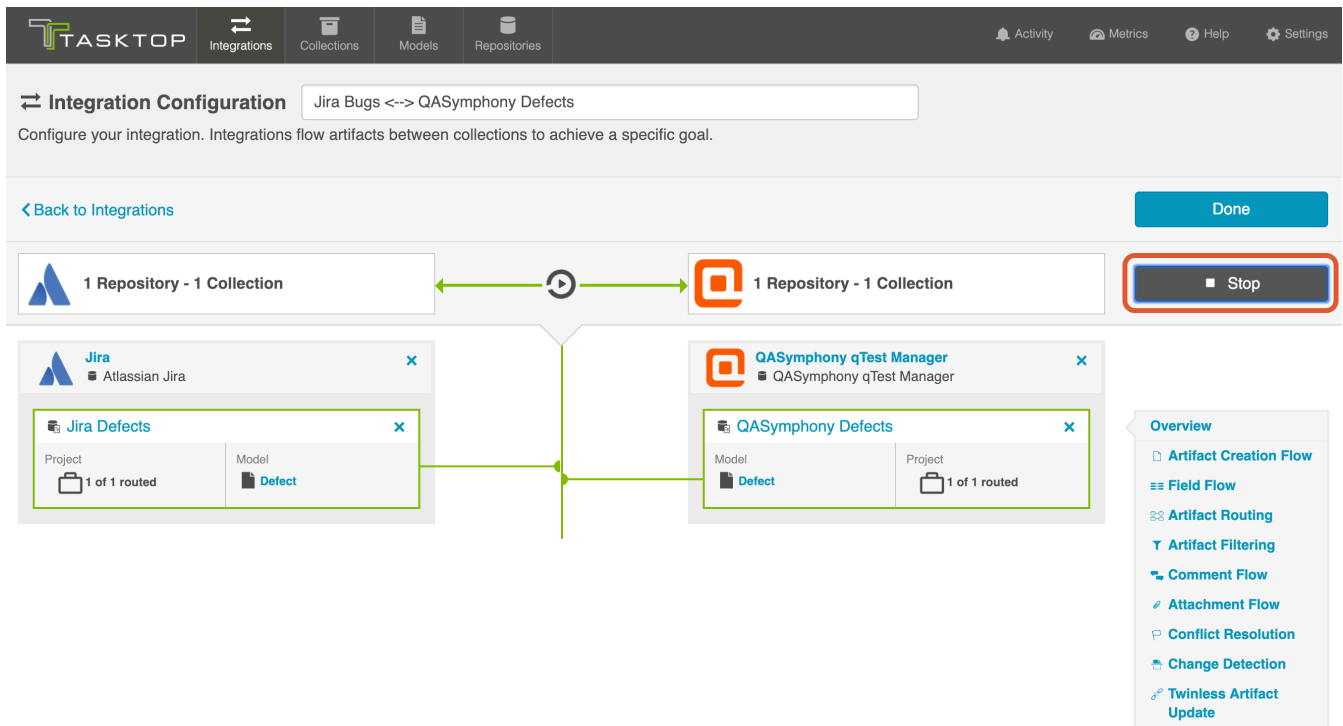 TASKTOP
Integrations
Collections
Models
Repositories
Activity
Metrics
Help
Settings
Integration Configuration
Jira Bugs <--> QASymphony Defects
Configure your integration. Integrations flow artifacts between collections to achieve a specific goal.
Back to Integrations
Done
1 Repository - 1 Collection
1 Repository - 1 Collection
Stop
Jira
Atlassian Jira
QASymphony qTest Manager
QASymphony qTest Manager
Jira Defects
Project
1 of 1 routed
Model
Defect
QASymphony Defects
Model
Defect
Project
1 of 1 routed
Overview
Artifact Creation Flow
Field Flow
Artifact Routing
Artifact Filtering
Comment Flow
Attachment Flow
Conflict Resolution
Change Detection
Twinless Artifact
Update